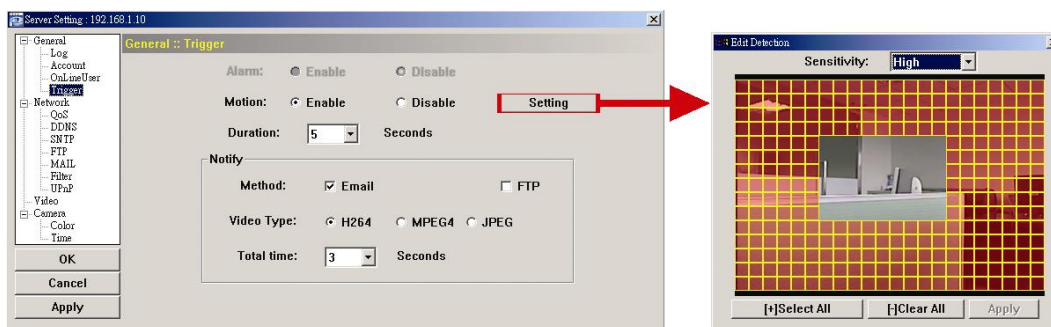 Server Setting : 192.168.1.10
General
Log
Account
OnLineUser
Trigger
Network
QoS
DDNS
SNTP
FTP
MAIL
Filter
UPnP
Video
Camera
Color
Time
OK
Cancel
Apply
General :: Trigger
Alarm: Enable Disable
Motion: Enable Disable Setting
Duration: 5 Seconds
Notify
Method: Email FTP
Video Type: H264 MPEG4 JPEG
Total time: 3 Seconds
Edit Detection
Sensitivity: High
[+]Select All [-]Clear All Apply